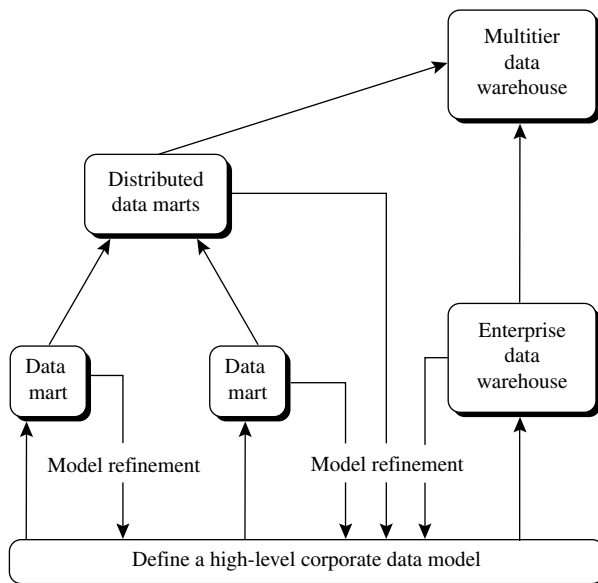 Multitier
data
warehouse
Distributed
data marts
Enterprise
data
warehouse
Data
mart
Data
mart
Model refinement
Model refinement
Define a high-level corporate data model